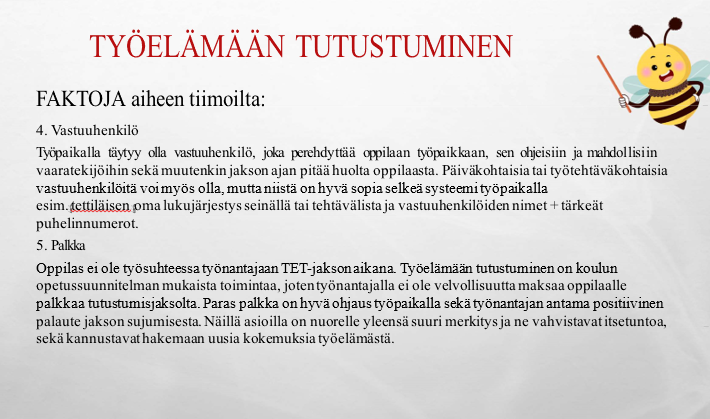 TYÖELÄMÄÄN TUTUSTUMINEN
FAKTOJA aiheen tiimoilta:
4. Vastuuhenkilö
Työpaikalla täytyy olla vastuuhenkilö, joka perehdyttää oppilaan työpaikkaan, sen ohjeisiin ja mahdollisiin
vaaratekijöihin sekä muutenkin jakson ajan pitää huolta oppilaasta. Päiväkohtaisia tai työtehtäväkohtaisia
vastuuhenkilöitä voi myös olla, mutta niistä on hyvä sopia selkeä systeemi työpaikalla
esim. tettiläisen oma lukujärjestys seinällä tai tehtävälista ja vastuuhenkilöiden nimet + tärkeät
puhelinnumerot.
5. Palkka
Oppilas ei ole työsuhteessa työnantajaan TET-jakson aikana. Työelämään tutustuminen on koulun
opetussuunnitelman mukaista toimintaa, joten työnantajalla ei ole velvollisuutta maksaa oppilaalle
palkkaa tutustumisjaksolta. Paras palkka on hyvä ohjaus työpaikalla sekä työnantajan antama positiivinen
palaute jakson sujumisesta. Näillä asioilla on nuorelle yleensä suuri merkitys ja ne vahvistavat itsetuntoa,
sekä kannustavat hakemaan uusia kokemuksia työelämästä.